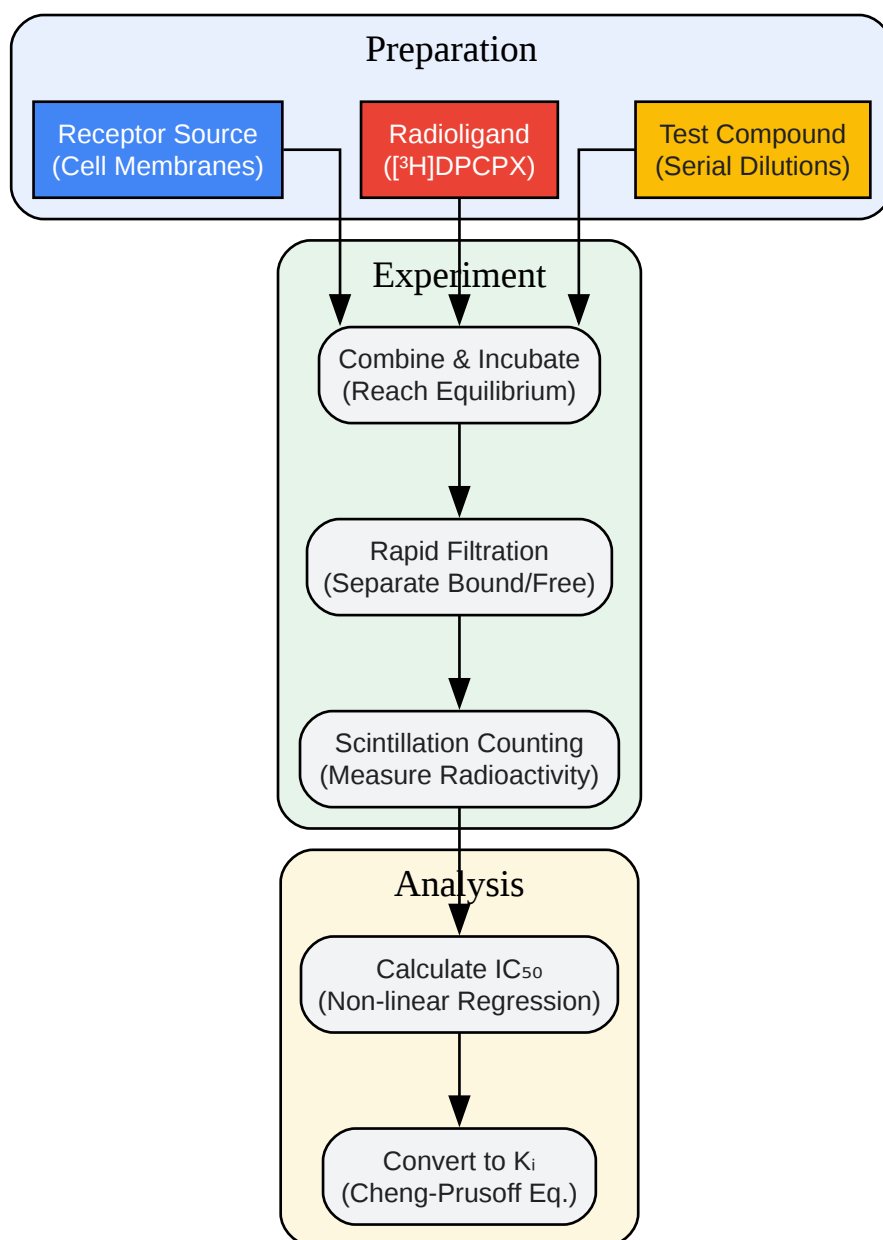 Preparation
Receptor Source
(Cell Membranes)
Radioligand
([³H]DPCPX)
Test Compound
(Serial Dilutions)
Experiment
Combine & Incubate
(Reach Equilibrium)
Rapid Filtration
(Separate Bound/Free)
Scintillation Counting
(Measure Radioactivity)
Analysis
Calculate IC₅₀
(Non-linear Regression)
Convert to Kᵢ
(Cheng-Prusoff Eq.)